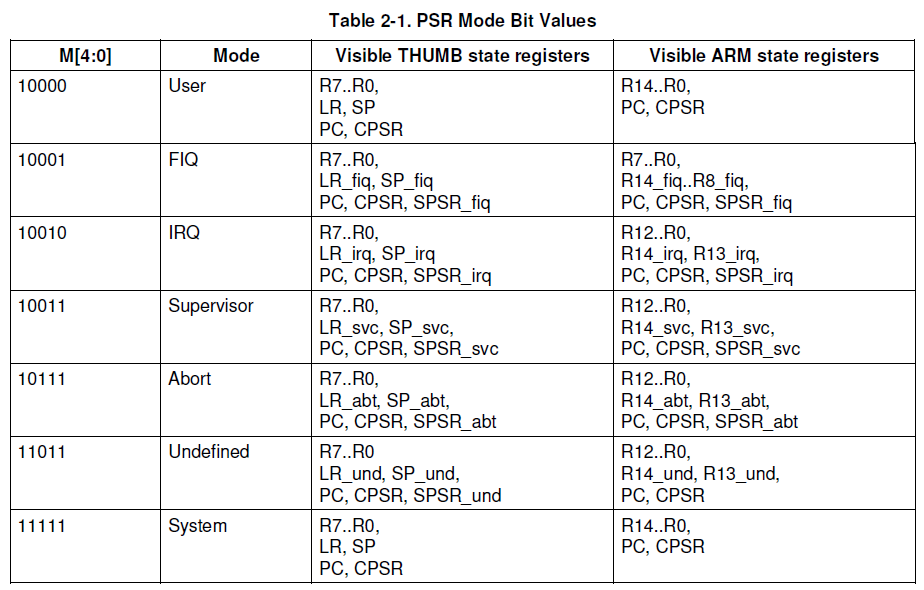 Table 2-1. PSR Mode Bit Values
M[4:0] Mode Visible THUMB state registers Visible ARM state registers
10000 User R7..R0, R14..R0,
LR, SP PC, CPSR
PC, CPSR
10001 FIQ R7..R0, R7..R0,
LR_fiq, SP_fiq R14_fiq..R8_fiq,
PC, CPSR, SPSR_fiq PC, CPSR, SPSR_fiq
10010 IRQ R7..R0, R12..R0,
LR_irq, SP_irq R14_irq, R13_irq,
PC, CPSR, SPSR_irq PC, CPSR, SPSR_irq
10011 Supervisor R7..R0, R12..R0,
LR_svc, SP_svc, R14_svc, R13_svc,
PC, CPSR, SPSR_svc PC, CPSR, SPSR_svc
10111 Abort R7..R0, R12..R0,
LR_abt, SP_abt, R14_abt, R13_abt,
PC, CPSR, SPSR_abt PC, CPSR, SPSR_abt
11011 Undefined R7..R0 R12..R0,
LR_und, SP_und, R14_und, R13_und,
PC, CPSR, SPSR_und PC, CPSR
11111 System R7..R0, R14..R0,
LR, SP PC, CPSR
PC, CPSR